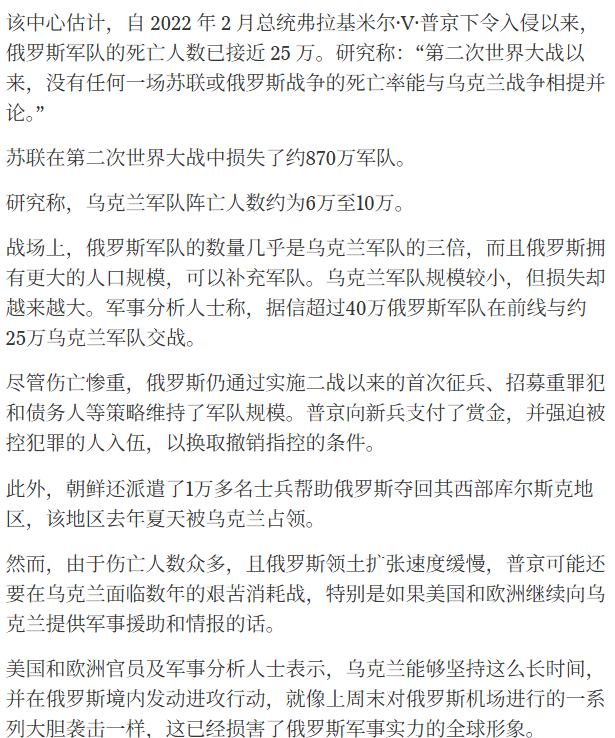 该中心估计，自 2022 年 2 月总统弗拉基米尔·V·普京下令入侵以来，
俄罗斯军队的死亡人数已接近 25 万。研究称：“第二次世界大战以
来，没有任何一场苏联或俄罗斯战争的死亡率能与乌克兰战争相提并
论。”
苏联在第二次世界大战中损失了约870万军队。
研究称，乌克兰军队阵亡人数约为6万至10万。
战场上，俄罗斯军队的数量几乎是乌克兰军队的三倍，而且俄罗斯拥
有更大的人口规模，可以补充军队。乌克兰军队规模较小，但损失却
越来越大。军事分析人士称，据信超过40万俄罗斯军队在前线与约
25万乌克兰军队交战。
尽管伤亡惨重，俄罗斯仍通过实施二战以来的首次征兵、招募重罪犯
和债务人等策略维持了军队规模。普京向新兵支付了赏金，并强迫被
控犯罪的人入伍，以换取撤销指控的条件。
此外，朝鲜还派遣了1万多名士兵帮助俄罗斯夺回其西部库尔斯克地
区，该地区去年夏天被乌克兰占领。
然而，由于伤亡人数众多，且俄罗斯领土扩张速度缓慢，普京可能还
要在乌克兰面临数年的艰苦消耗战，特别是如果美国和欧洲继续向乌
克兰提供军事援助和情报的话。
美国和欧洲官员及军事分析人士表示，乌克兰能够坚持这么长时间，
并在俄罗斯境内发动进攻行动，就像上周末对俄罗斯机场进行的一系
列大胆袭击一样，这已经损害了俄罗斯军事实力的全球形象。